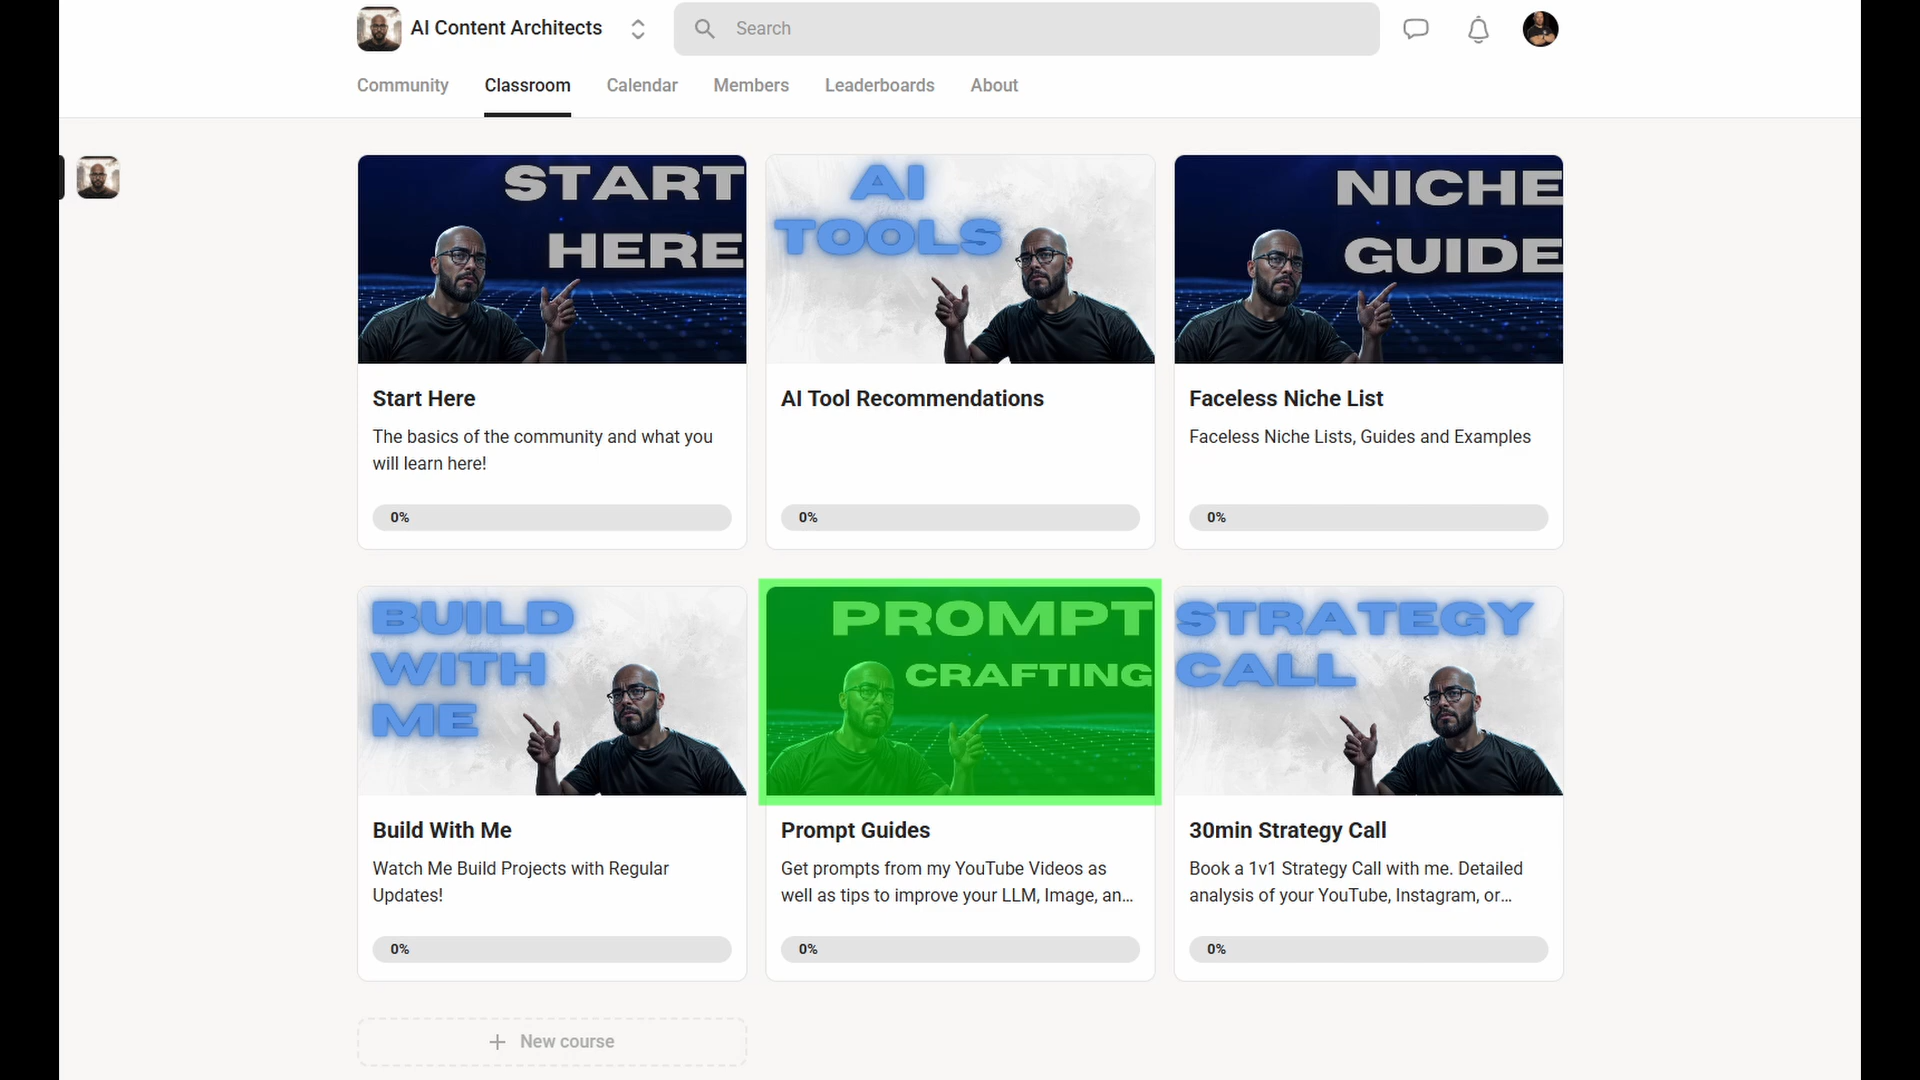 AI Content Architects
Search
Community
Classroom
Calendar
Members
Leaderboards
About
START
HERE
AI
TOOLS
NICHE
GUIDE
Start Here
The basics of the community and what you
will learn here!
0%
AI Tool Recommendations
0%
Faceless Niche List
Faceless Niche Lists, Guides and Examples
0%
BUILD
WITH
ME
PROMPT
CRAFTING
STRATEGY
CALL
Build With Me
Watch Me Build Projects with Regular
Updates!
0%
Prompt Guides
Get prompts from my YouTube Videos as
well as tips to improve your LLM, Image, an...
0%
30min Strategy Call
Book a 1v1 Strategy Call with me. Detailed
analysis of your YouTube, Instagram, or...
0%
+ New course